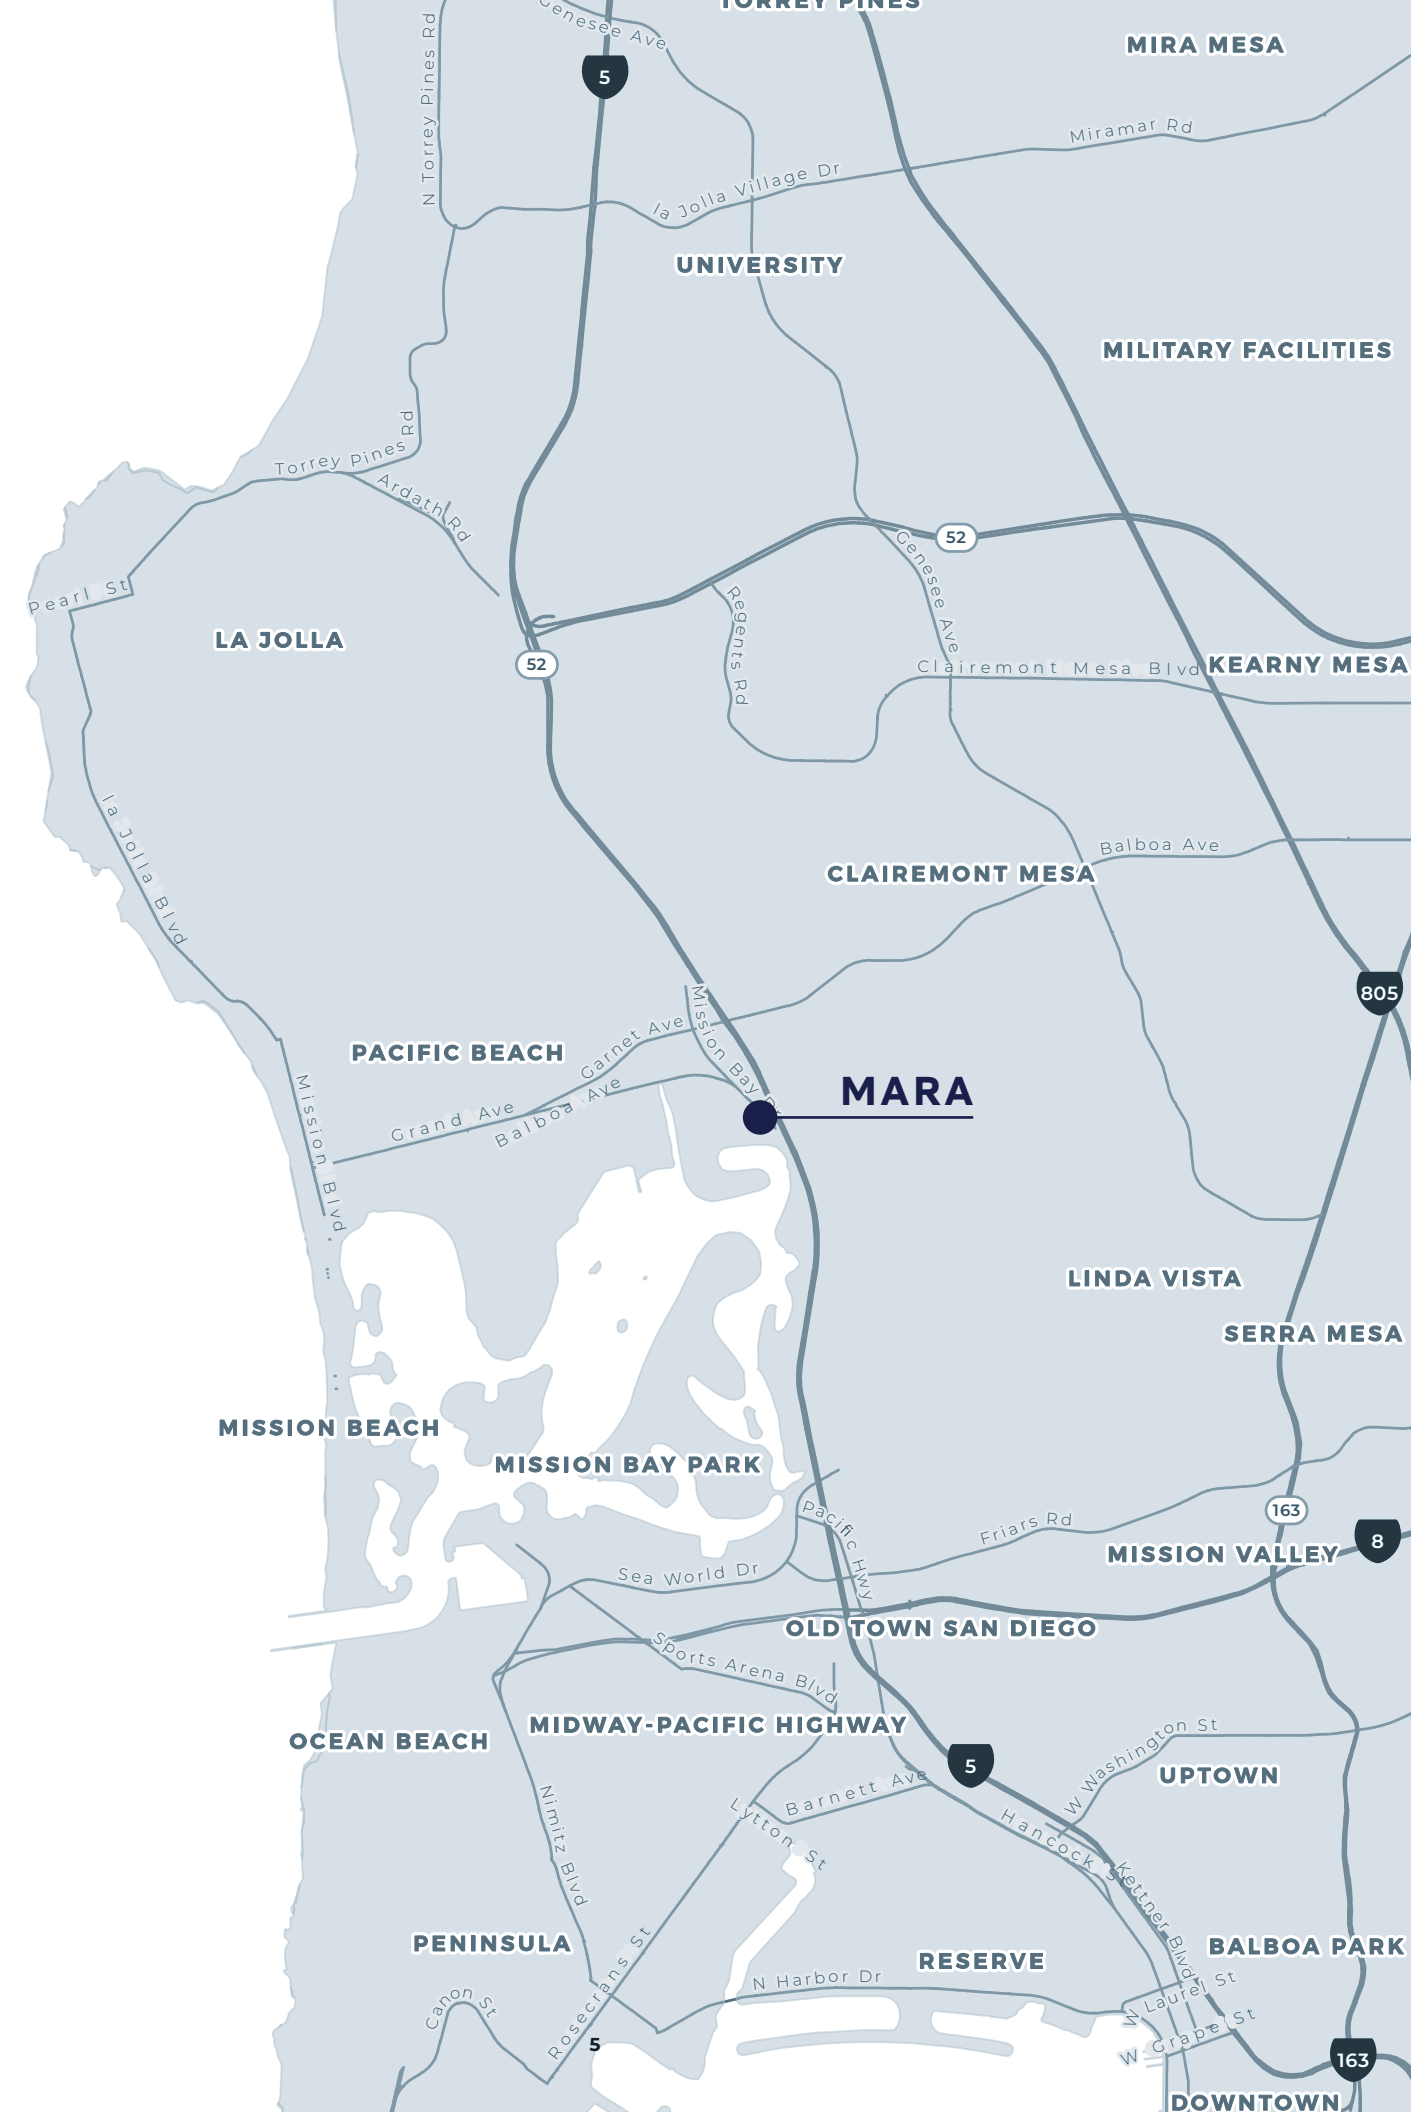 TORREY PINES
Genesee Ave
MIRA MESA
N Torrey Pines Rd
5
Miramar Rd
la Jolla Village Dr
UNIVERSITY
MILITARY FACILITIES
Torrey Pines Rd
Ardath Rd
52
Genesee Ave
Pearl St
Regents Rd
LA JOLLA
52
Clairemont Mesa Blvd
KEARNY MESA
la Jolla Blvd
Balboa Ave
CLAIREMONT MESA
805
Mission Bay Dr
Garnet Ave
PACIFIC BEACH
MARA
Grand Ave
Balboa Ave
Mission Blvd
LINDA VISTA
SERRA MESA
MISSION BEACH
MISSION BAY PARK
163
Pacific Hwy
Friars Rd
8
MISSION VALLEY
Sea World Dr
OLD TOWN SAN DIEGO
Sports Arena Blvd
MIDWAY-PACIFIC HIGHWAY
OCEAN BEACH
W Washington St
5
UPTOWN
Barnett Ave
Nimitz Blvd
Lytton St
Hancock St
Kettner Blvd
PENINSULA
RESERVE
BALBOA PARK
N Harbor Dr
W Laurel St
Canon St
Rosecrans St
5
W Grape St
163
DOWNTOWN